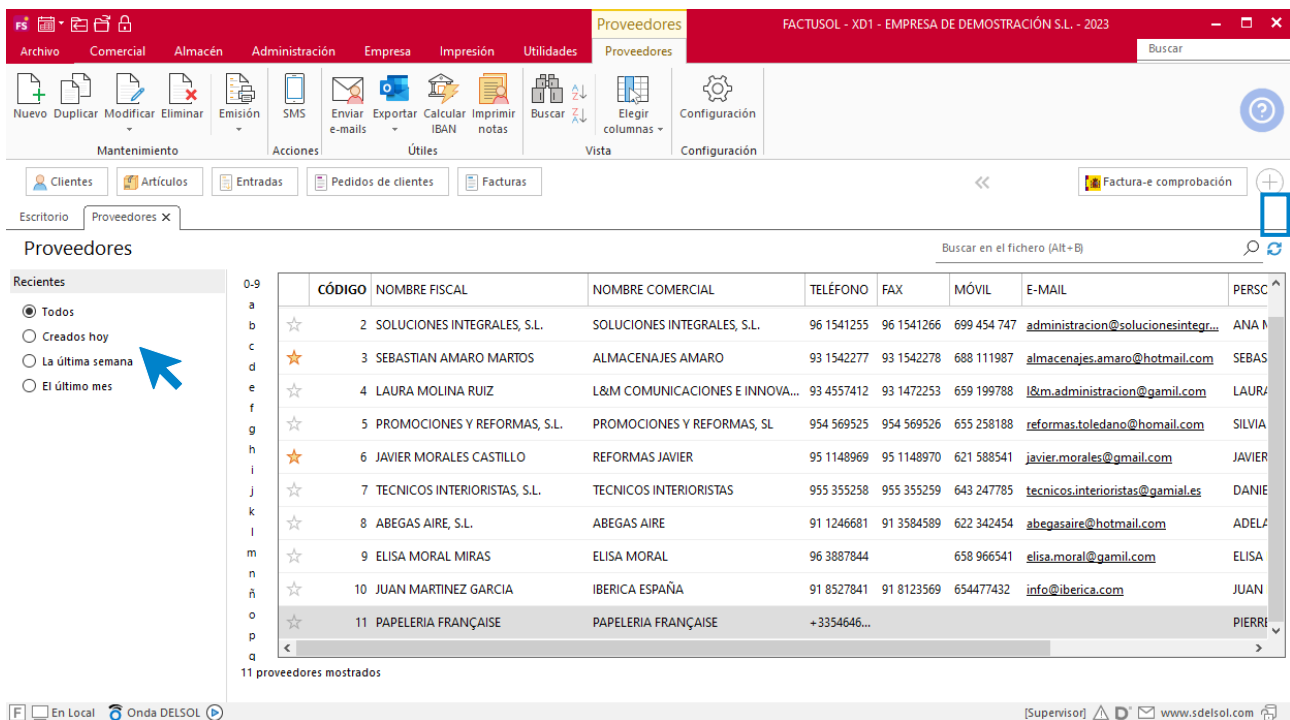 FS
Proveedores
FACTUSOL - XD1 - EMPRESA DE DEMOSTRACIÓN S.L. - 2023
Archivo Comercial Almacén Administración Empresa Impresión Utilidades Proveedores Buscar
Nuevo Duplicar Modificar Eliminar Emisión SMS Enviar e-mails Exportar Calcular IBAN Imprimir notas Buscar Elegir columnas Configuración
Mantenimiento Acciones Útiles Vista Configuración
Clientes Artículos Entradas Pedidos de clientes Facturas Factura-e comprobación
Escritorio Proveedores
Proveedores Buscar en el fichero (Alt+B)
Recientes
Todos
Creados hoy
La última semana
El último mes
0-9
a
b
c
d
e
f
g
h
i
j
k
l
m
n
ñ
o
p
q
CÓDIGO NOMBRE FISCAL NOMBRE COMERCIAL TELÉFONO FAX MÓVIL E-MAIL PERSO
2 SOLUCIONES INTEGRALES, S.L. SOLUCIONES INTEGRALES, S.L. 96 1541255 96 1541266 699 454 747 administracion@solucionesintegr... ANA M
3 SEBASTIAN AMARO MARTOS ALMACENAJES AMARO 93 1542277 93 1542278 688 111987 almacenajes.amaro@hotmail.com SEBAS
4 LAURA MOLINA RUIZ L&M COMUNICACIONES E INNOVA... 93 4557412 93 1472253 659 199788 l&m.administracion@gamil.com LAURA
5 PROMOCIONES Y REFORMAS, S.L. PROMOCIONES Y REFORMAS, SL 954 569525 954 569526 655 258188 reformas.toledano@homail.com SILVIA
6 JAVIER MORALES CASTILLO REFORMAS JAVIER 95 1148969 95 1148970 621 588541 javier.morales@gmail.com JAVIER
7 TECNICOS INTERIORISTAS, S.L. TECNICOS INTERIORISTAS 955 355258 955 355259 643 247785 tecnicos.interioristas@gamial.es DANIE
8 ABEGAS AIRE, S.L. ABEGAS AIRE 91 1246681 91 3584589 622 342454 abegasaire@hotmail.com ADELA
9 ELISA MORAL MIRAS ELISA MORAL 96 3887844 658 966541 elisa.moral@gamil.com ELISA
10 JUAN MARTINEZ GARCIA IBERICA ESPAÑA 91 8527841 91 8123569 654477432 info@iberica.com JUAN
11 PAPELERIA FRANÇAISE PAPELERIA FRANÇAISE +3354646... PIERRE
11 proveedores mostrados
F En Local Onda DELSOL [Supervisor] D www.sdelsol.com